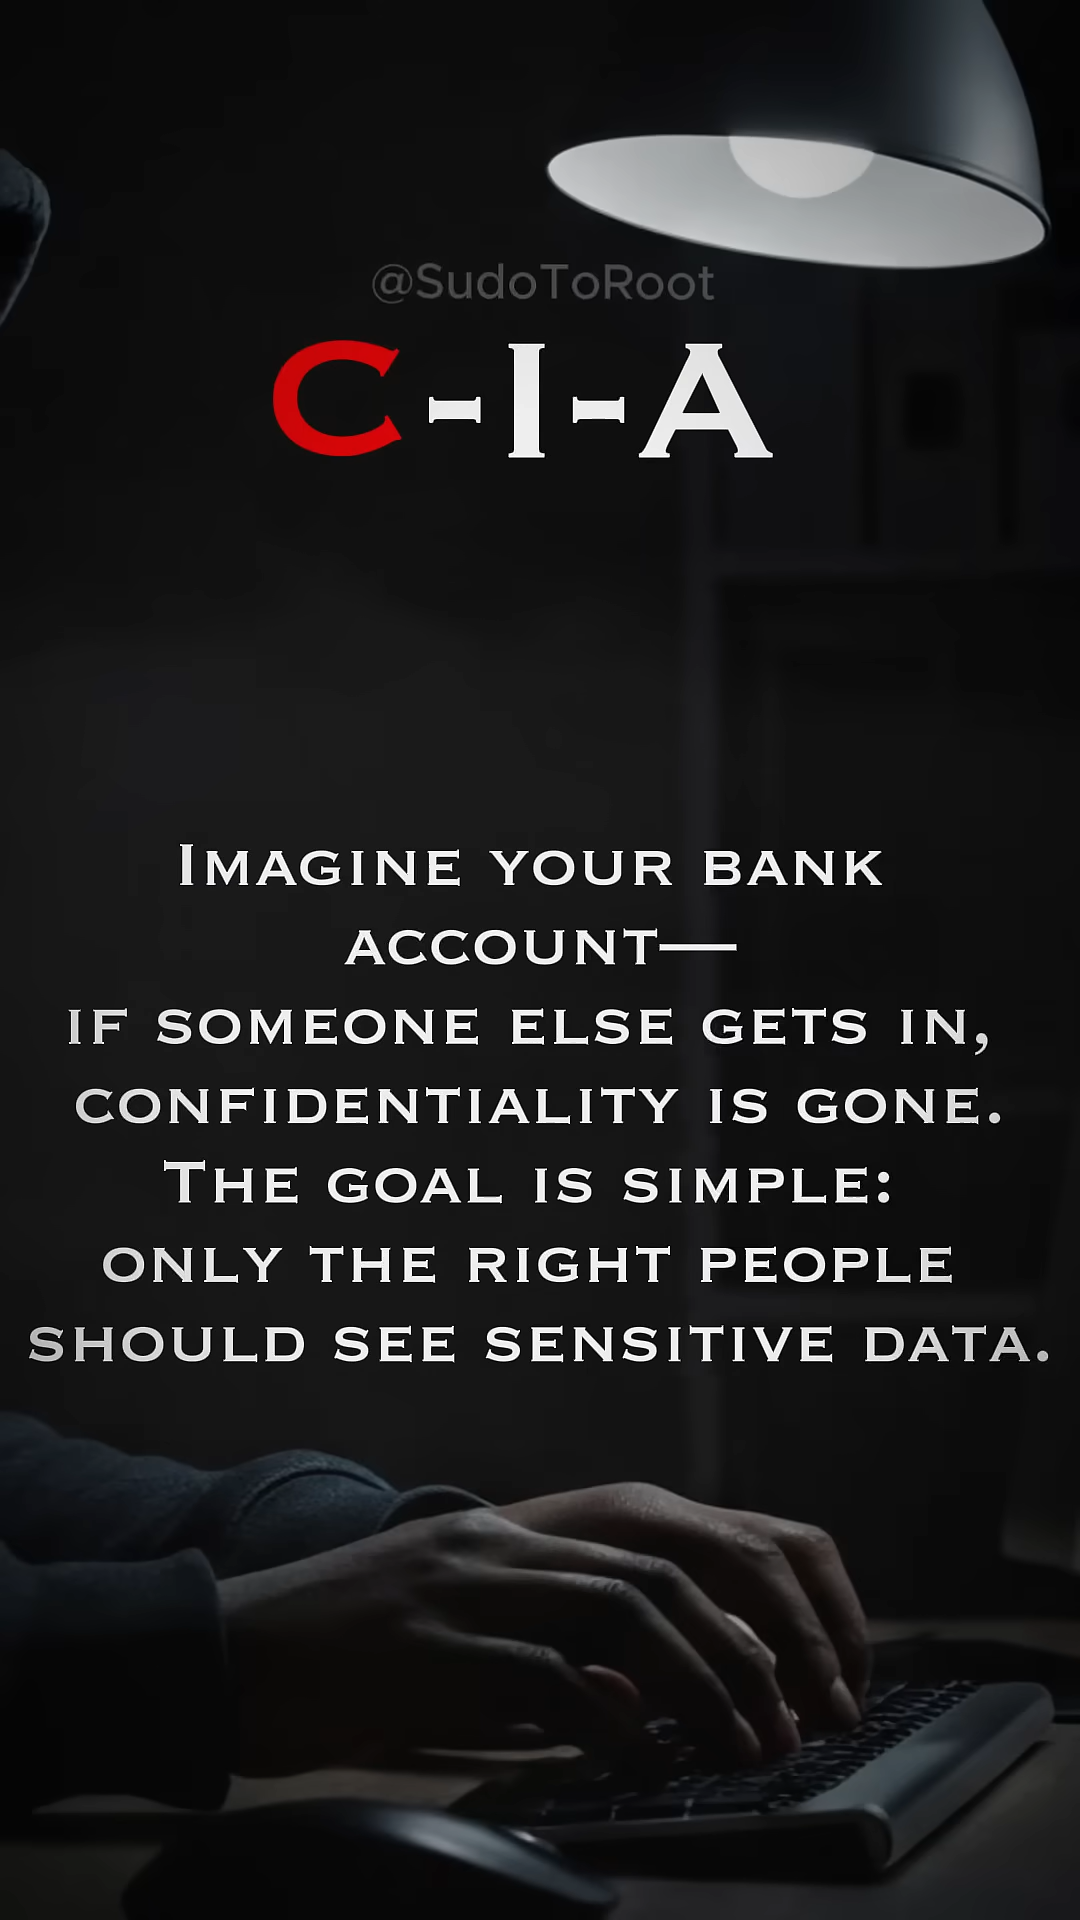 @SudoToRoot
C-I-A
Imagine your bank
account—
if someone else gets in,
confidentiality is gone.
The goal is simple:
only the right people
should see sensitive data.